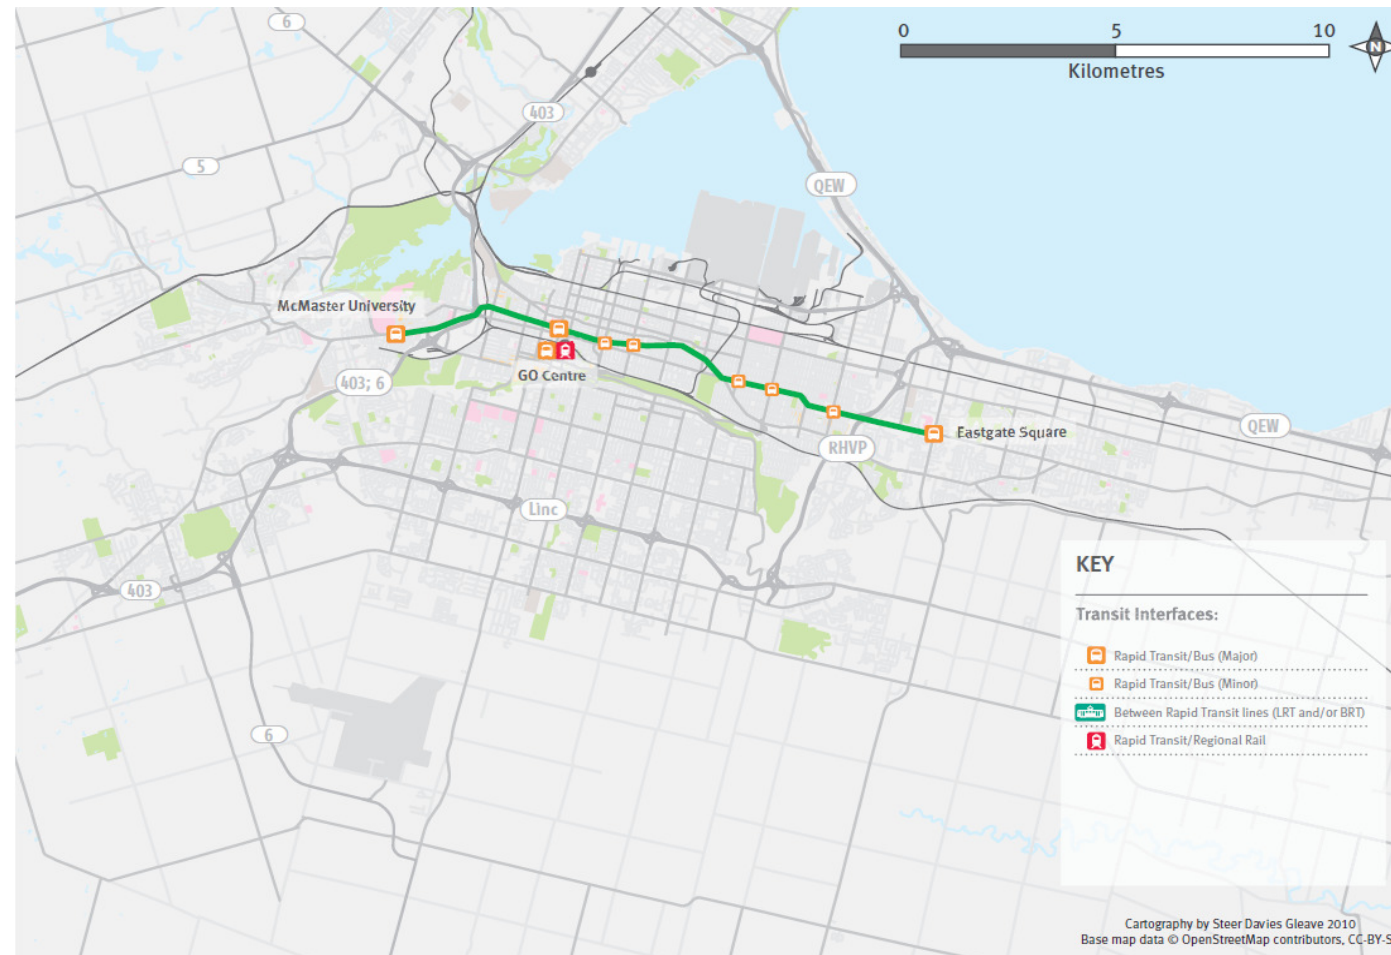 6
0 5 10
Kilometres
N
403
5
QEW
McMaster University
GO Centre
403; 6
Eastgate Square
QEW
RHVP
Linc
403
6
KEY
Transit Interfaces:
Rapid Transit/Bus (Major)
Rapid Transit/Bus (Minor)
Between Rapid Transit lines (LRT and/or BRT)
Rapid Transit/Regional Rail
Cartography by Steer Davies Gleave 2010
Base map data © OpenStreetMap contributors, CC-BY-S